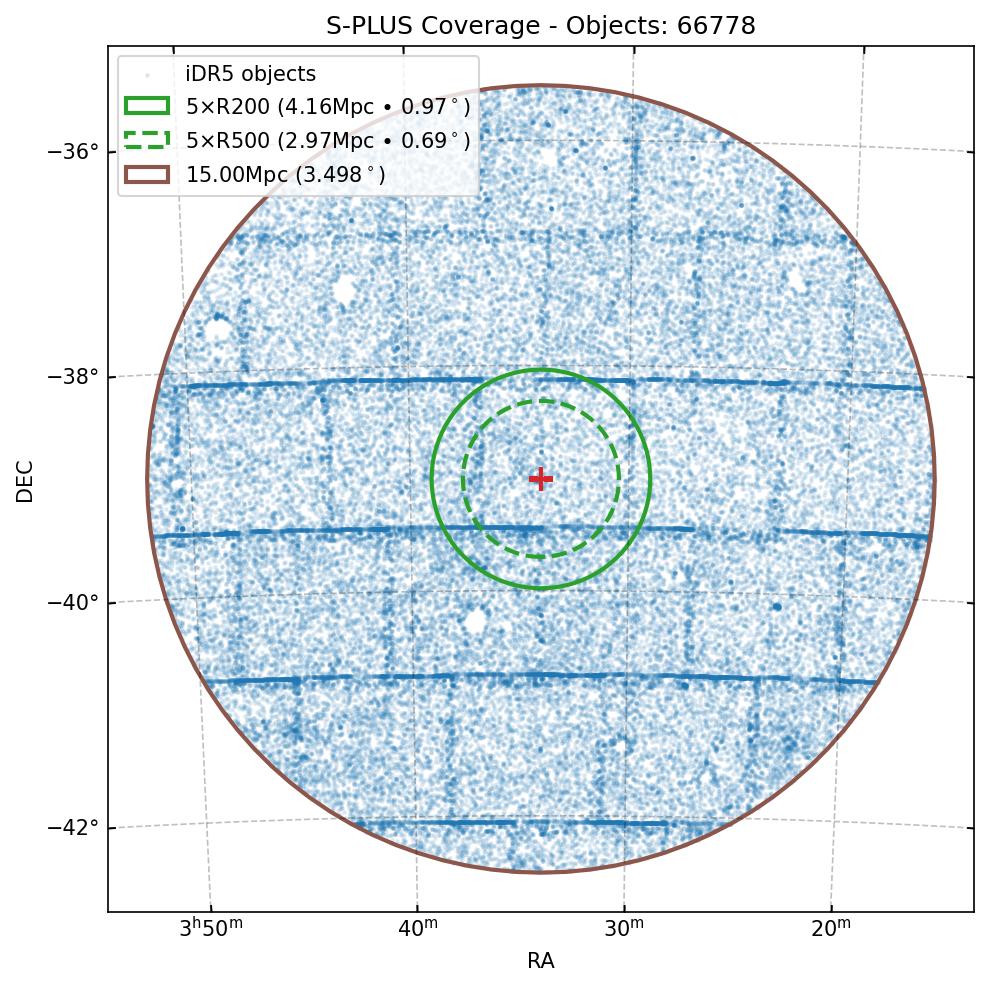 S-PLUS Coverage - Objects: 66778
iDR5 objects
5×R200 (4.16Mpc • 0.97°)
5×R500 (2.97Mpc • 0.69°)
15.00Mpc (3.498°)
−36°
−38°
−40°
−42°
DEC
3ʰ50ᵐ 40ᵐ 30ᵐ 20ᵐ
RA